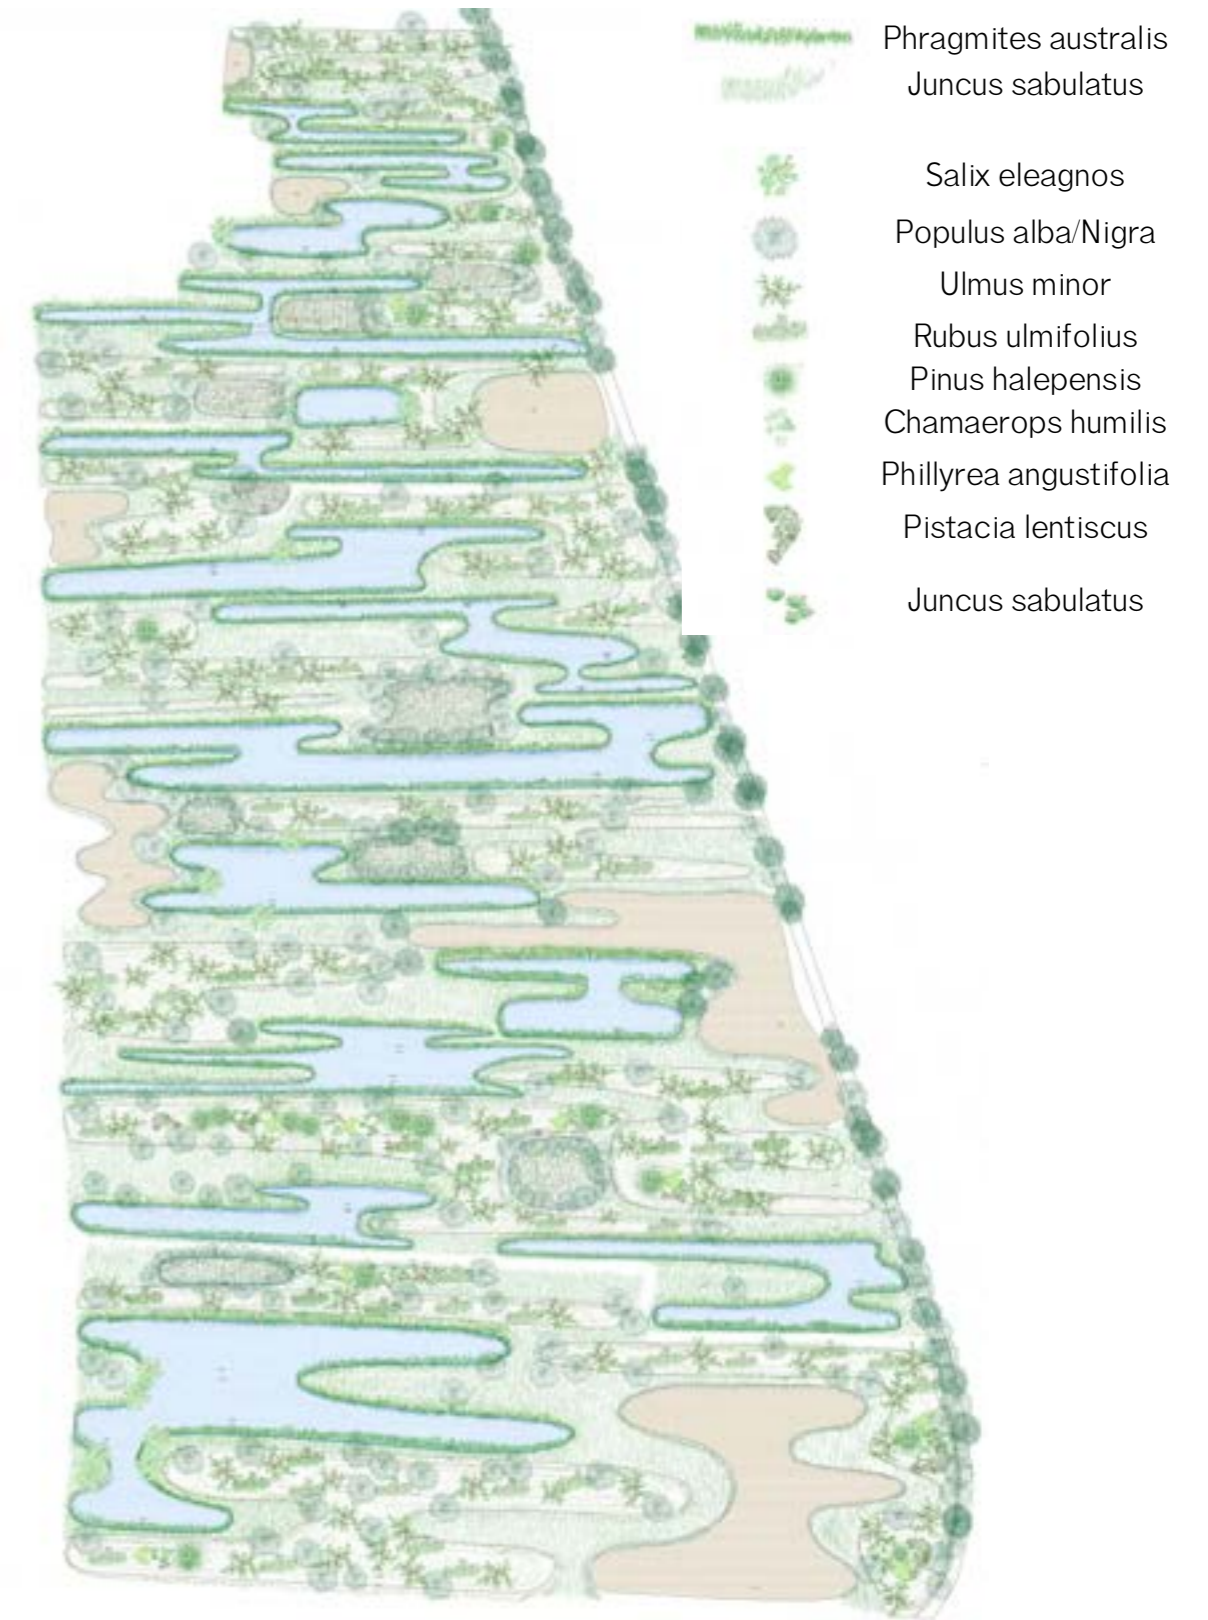 Phragmites australis
Juncus sabulatus
Salix eleagnos
Populus alba/Nigra
Ulmus minor
Rubus ulmifolius
Pinus halepensis
Chamaerops humilis
Phillyrea angustifolia
Pistacia lentiscus
Juncus sabulatus